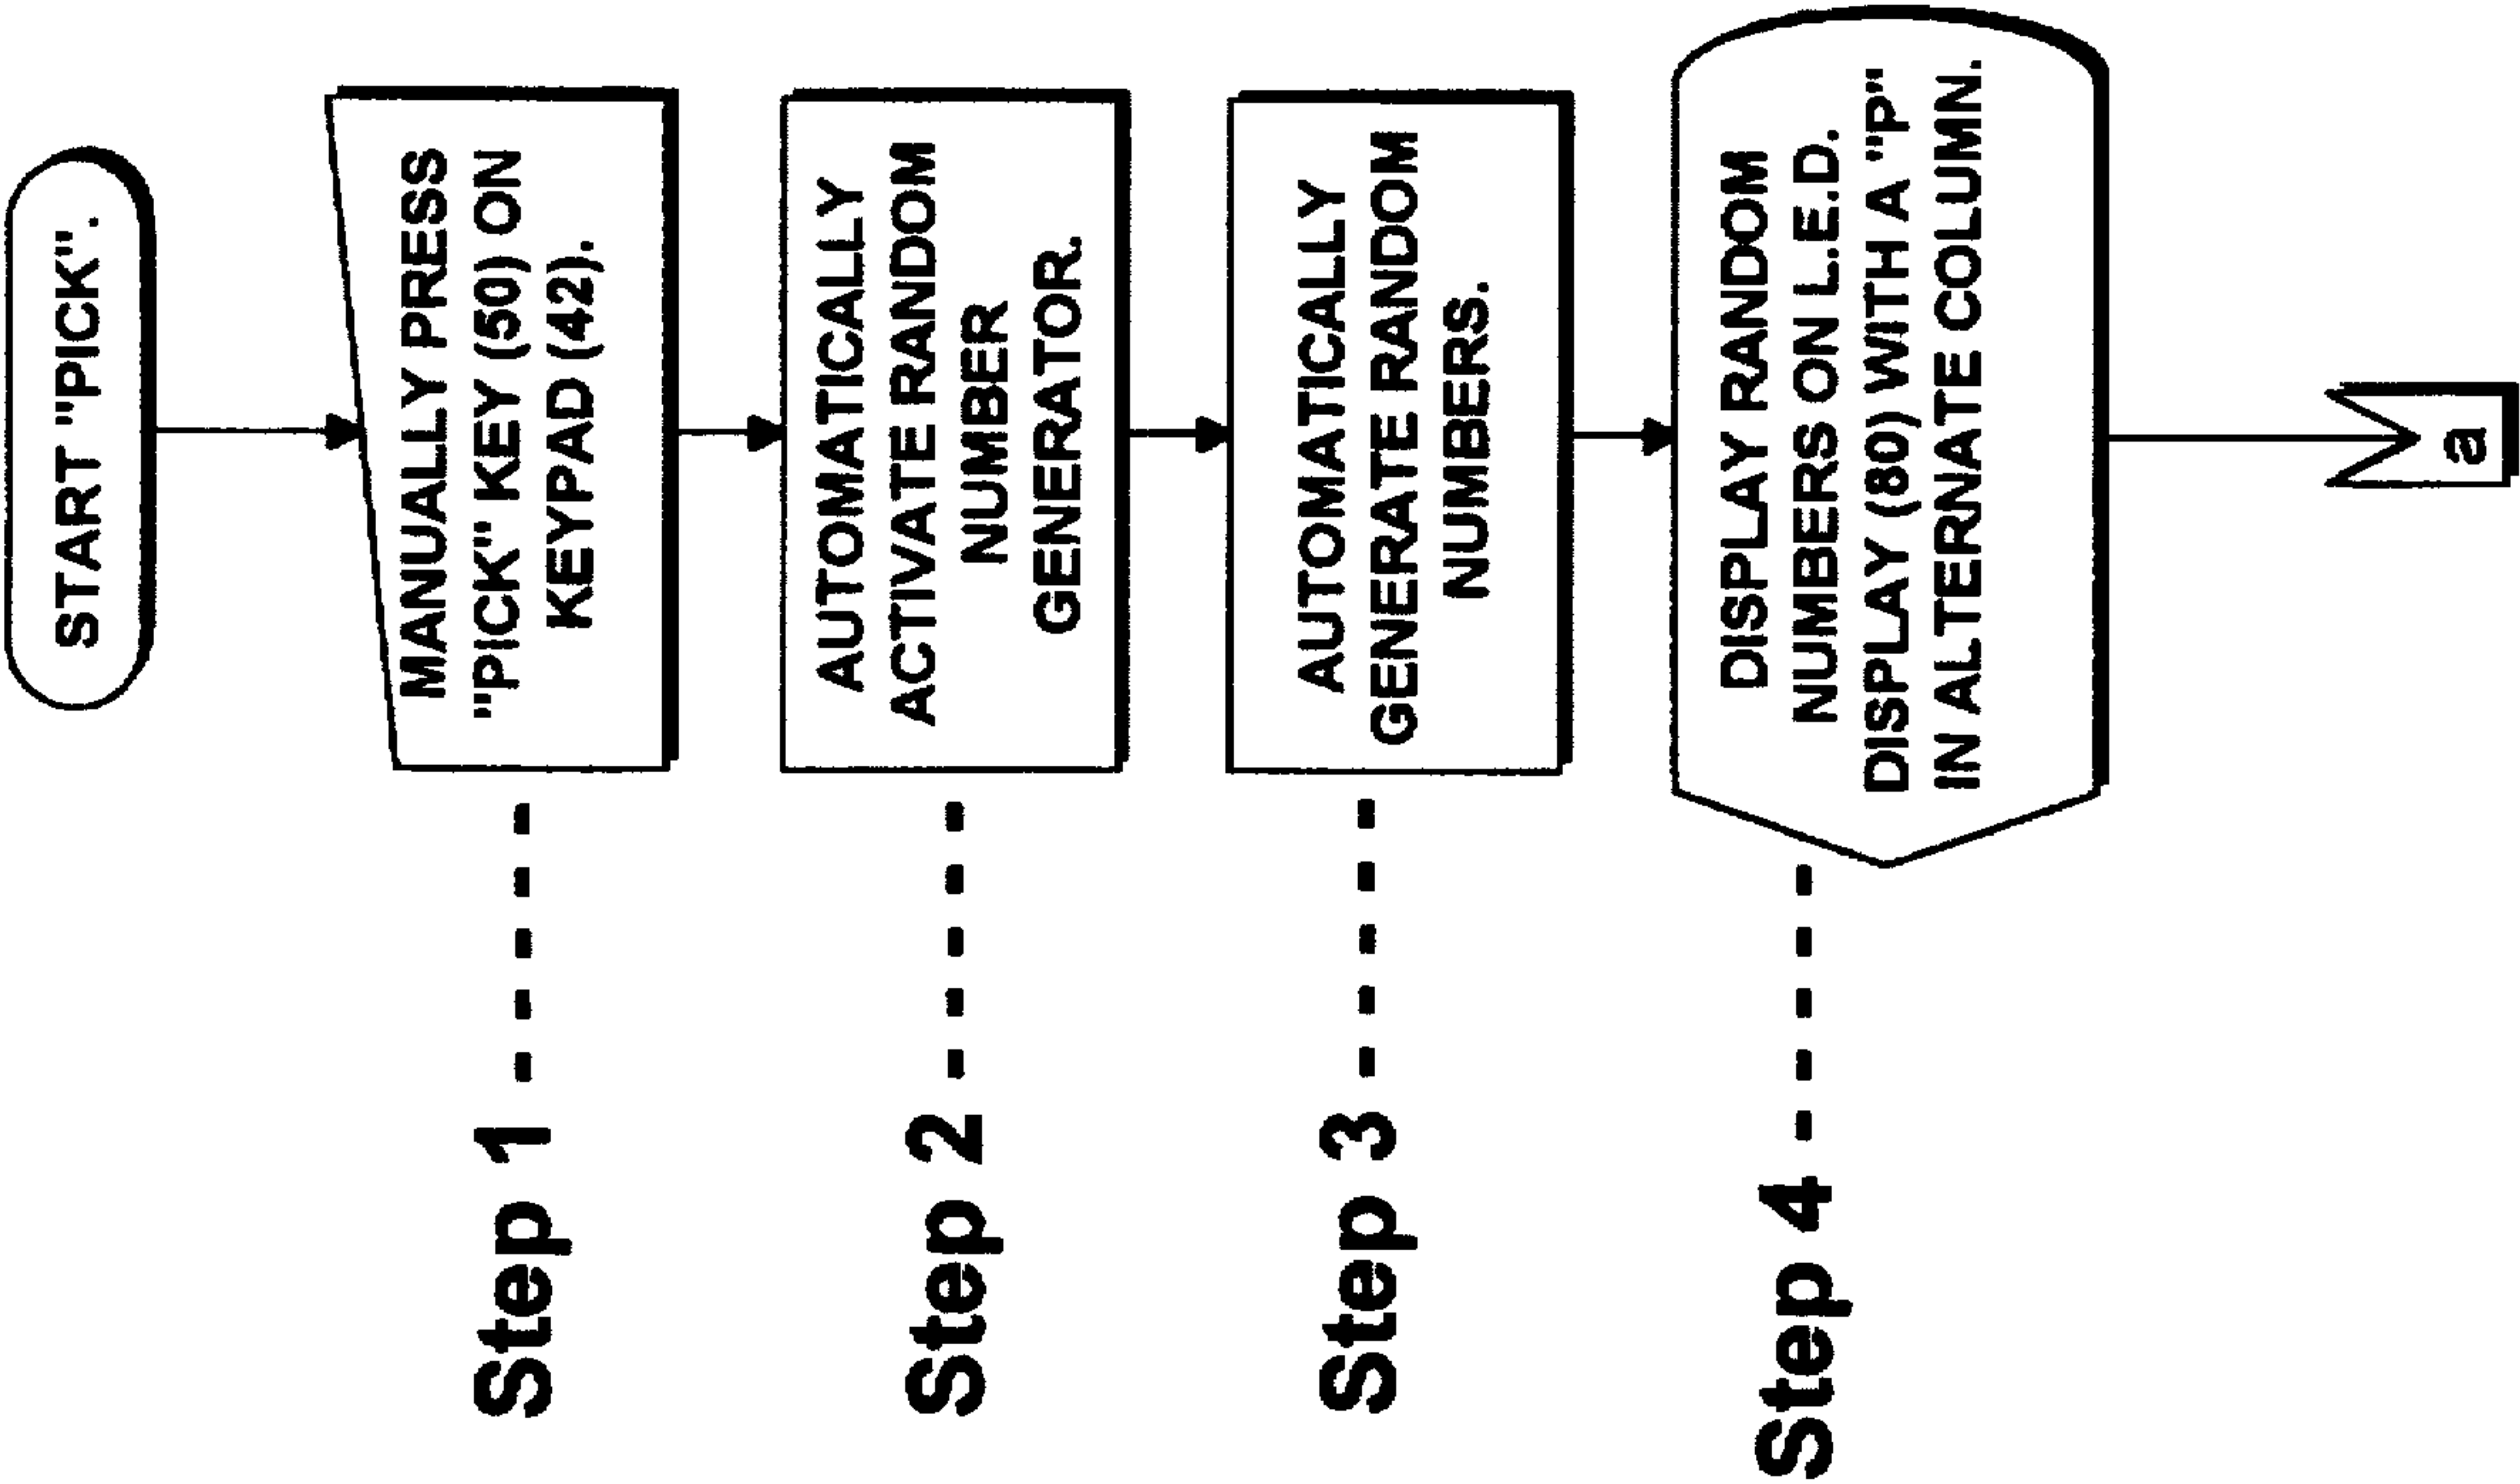 START "PICK".
Step 1
MANUALLY PRESS
"PICK" KEY (50) ON
KEYPAD (42).
Step 2
AUTOMATICALLY
ACTIVATE RANDOM
NUMBER
GENERATOR.
Step 3
AUTOMATICALLY
GENERATE RANDOM
NUMBERS.
Step 4
DISPLAY RANDOM
NUMBERS ON L.E.D.
DISPLAY (80) WITH A "P"
IN ALTERNATE COLUMN.
a